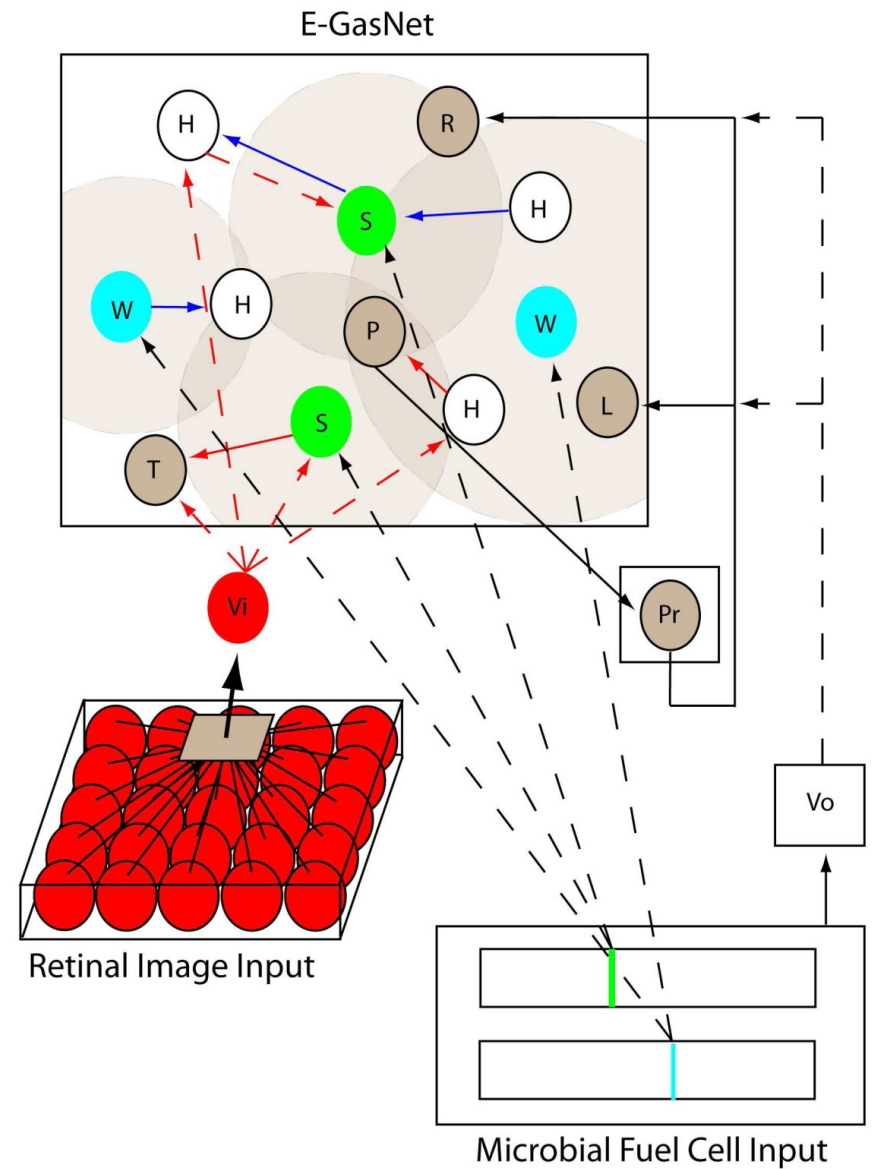 E-GasNet
H
R
S
H
W
H
P
W
L
H
S
T
Vi
Pr
Vo
Retinal Image Input
Microbial Fuel Cell Input